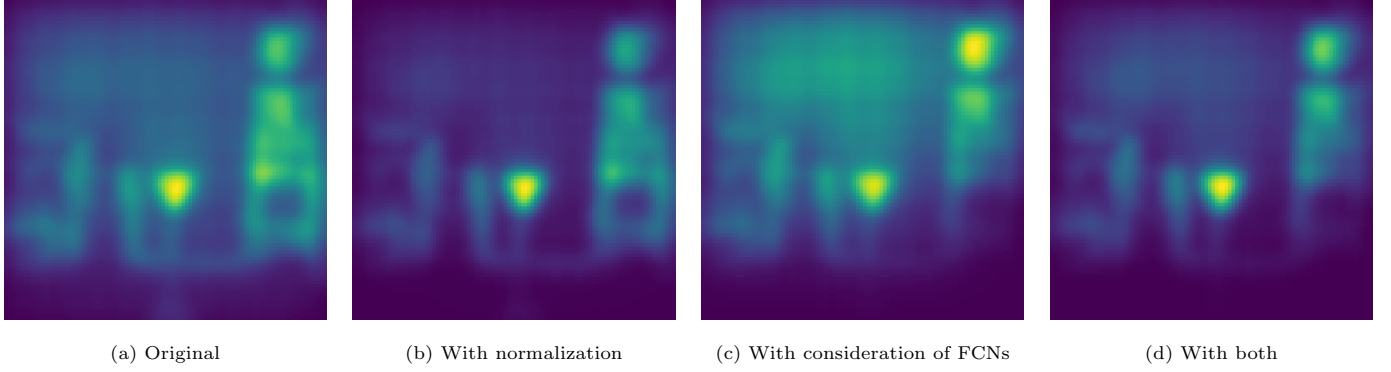 (a) Original
(b) With normalization
(c) With consideration of FCNs
(d) With both